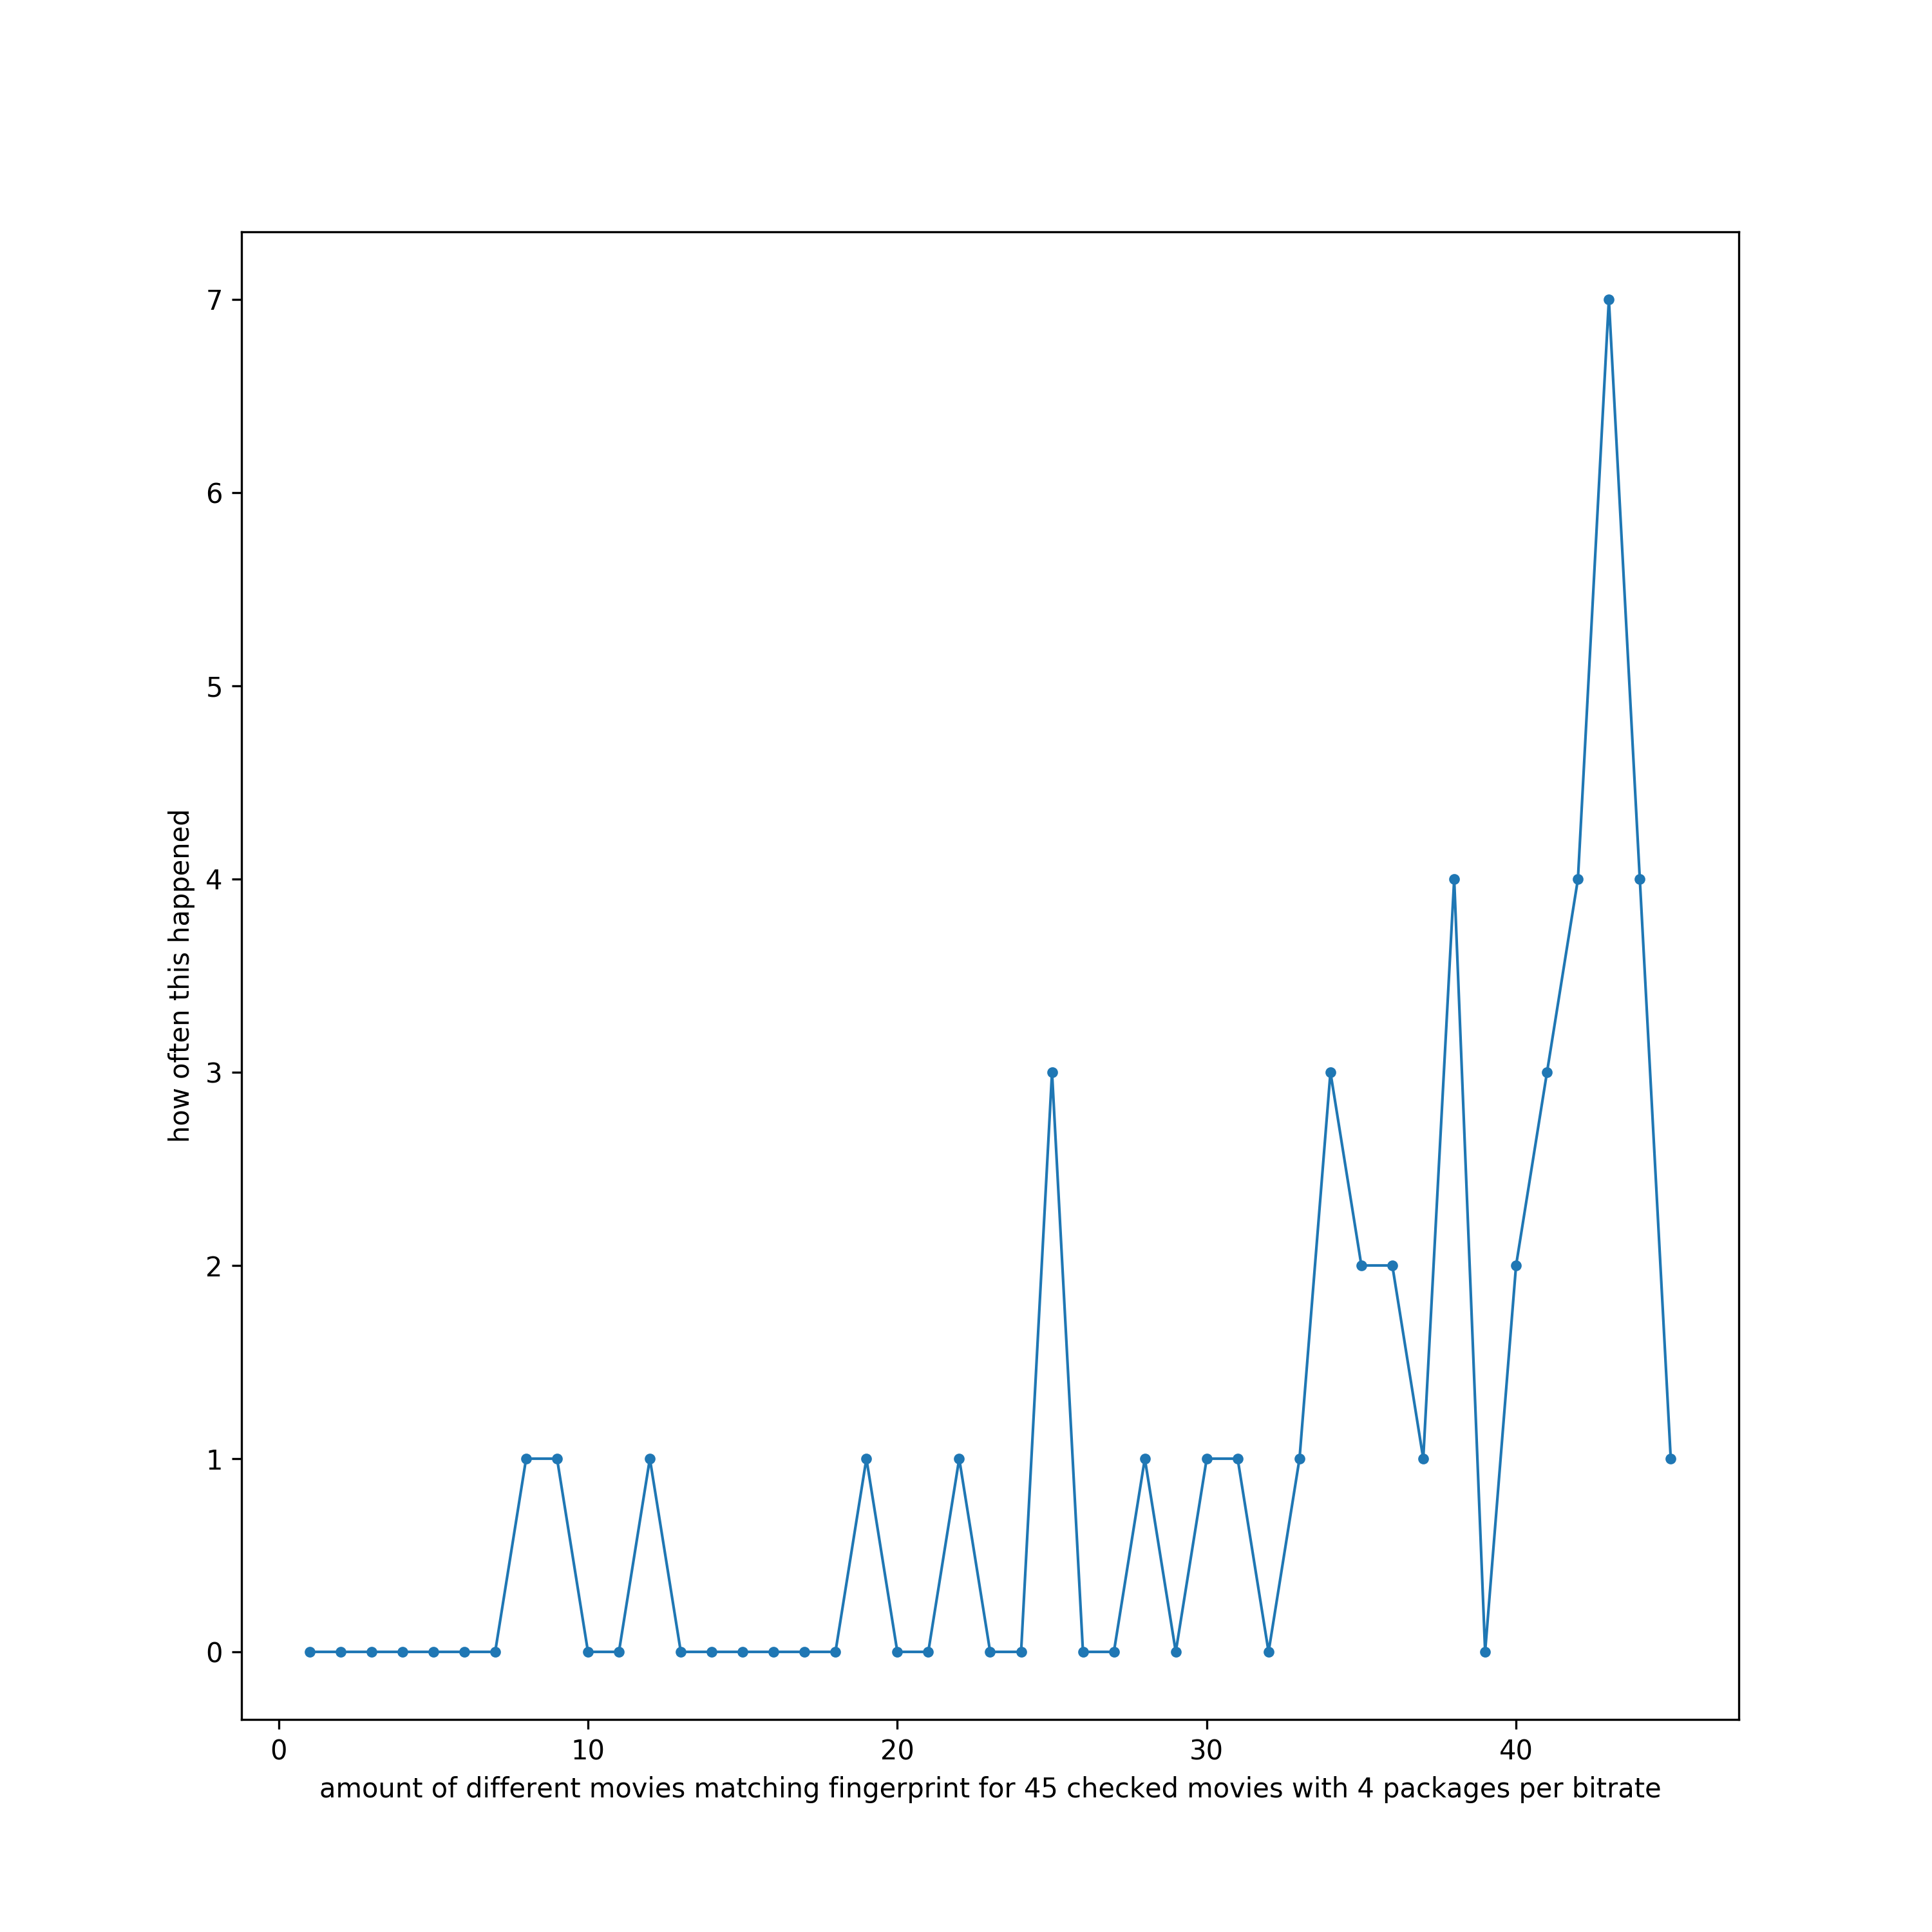 7
6
5
4
3
2
1
0
how often this happened
0 10 20 30 40
amount of different movies matching fingerprint for 45 checked movies with 4 packages per bitrate